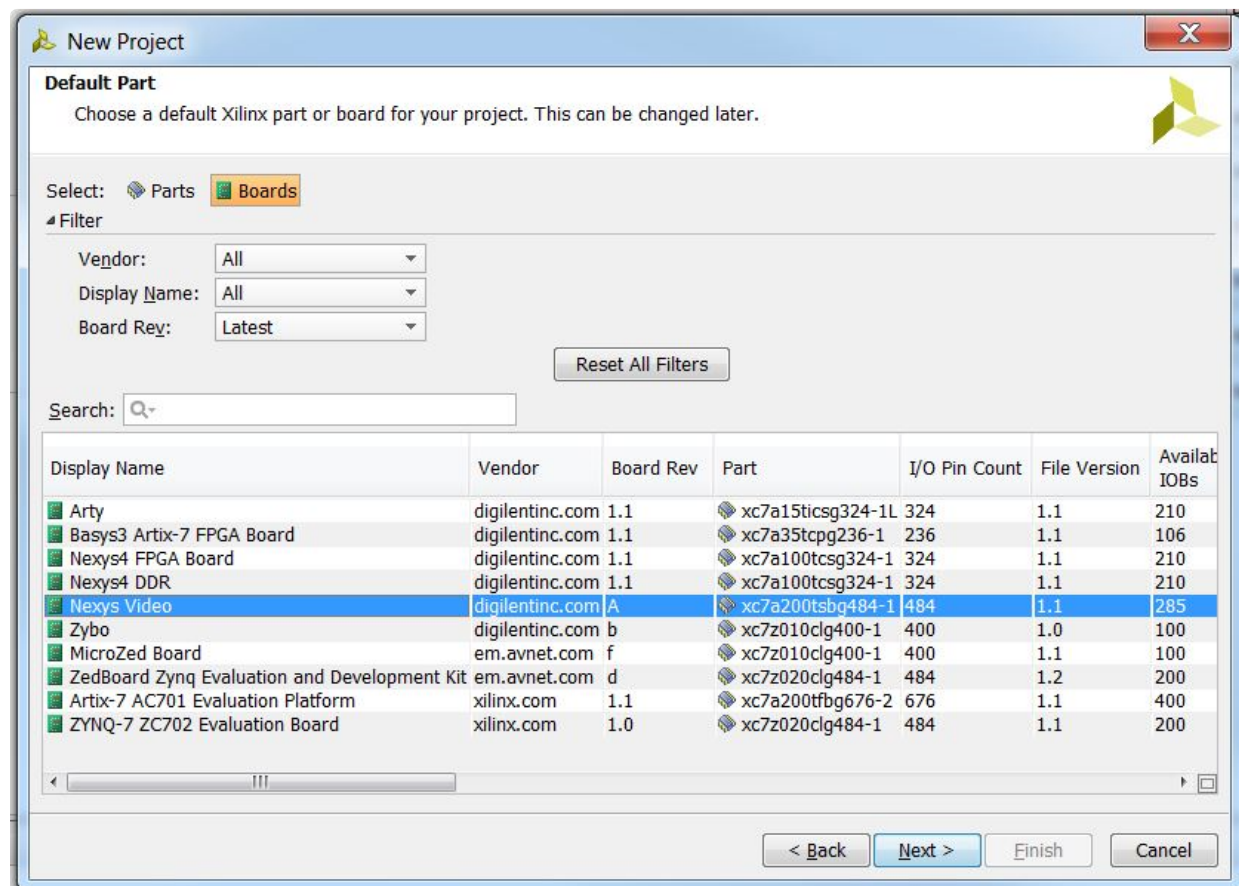 New Project
Default Part
Choose a default Xilinx part or board for your project. This can be changed later.
Select: Parts Boards
Filter
Vendor: All
Display Name: All
Board Rev: Latest
Reset All Filters
Search:
Display Name Vendor Board Rev Part I/O Pin Count File Version Availab
IOBs
Arty digilentinc.com 1.1 xc7a15ticsg324-1L 324 1.1 210
Basys3 Artix-7 FPGA Board digilentinc.com 1.1 xc7a35tcpg236-1 236 1.1 106
Nexys4 FPGA Board digilentinc.com 1.1 xc7a100tcsg324-1 324 1.1 210
Nexys4 DDR digilentinc.com 1.1 xc7a100tcsg324-1 324 1.1 210
Nexys Video digilentinc.com A xc7a200tsbg484-1 484 1.1 285
Zybo digilentinc.com b xc7z010clg400-1 400 1.0 100
MicroZed Board em.avnet.com f xc7z010clg400-1 400 1.1 100
ZedBoard Zynq Evaluation and Development Kit em.avnet.com d xc7z020clg484-1 484 1.2 200
Artix-7 AC701 Evaluation Platform xilinx.com 1.1 xc7a200tfbg676-2 676 1.1 400
ZYNQ-7 ZC702 Evaluation Board xilinx.com 1.0 xc7z020clg484-1 484 1.1 200
< Back Next > Finish Cancel